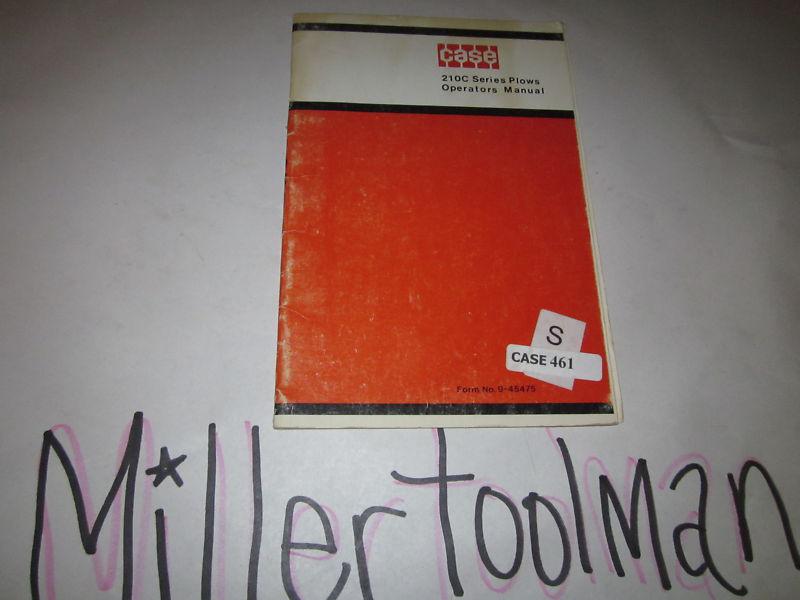 case
210C Series Plows
Operators Manual
S
CASE 461
Form No. 9-45475
Millertoolman